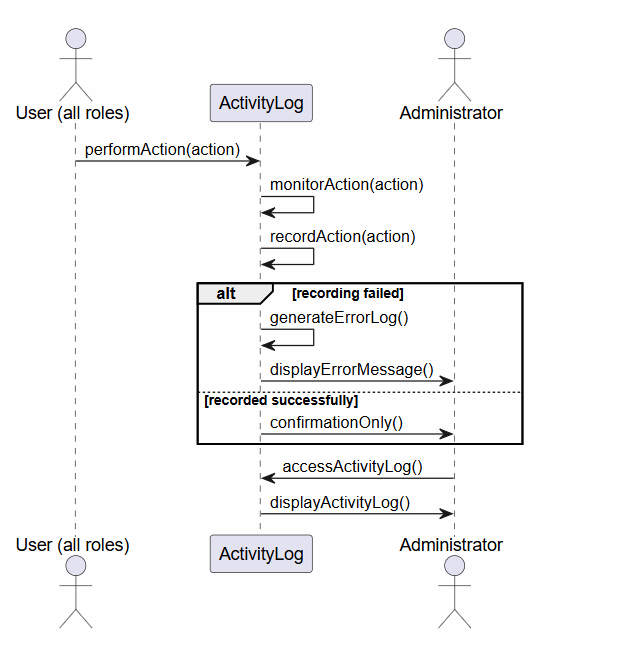 User (all roles)
ActivityLog
Administrator
performAction(action)
monitorAction(action)
recordAction(action)
alt
[recording failed]
generateErrorLog()
displayErrorMessage()
[recorded successfully]
confirmationOnly()
accessActivityLog()
displayActivityLog()
User (all roles)
ActivityLog
Administrator